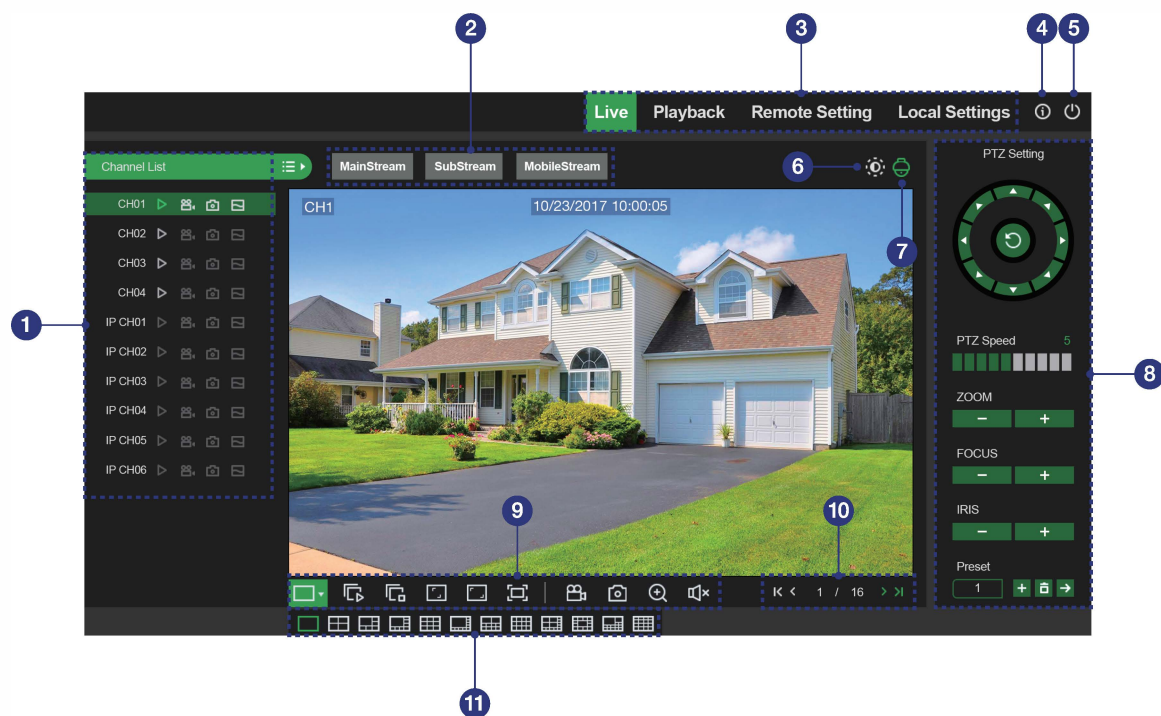 2
3
4
5
Live Playback Remote Setting Local Settings
Channel List
MainStream SubStream MobileStream
6
7
PTZ Setting
CH01
CH02
CH03
CH04
IP CH01
IP CH02
IP CH03
IP CH04
IP CH05
IP CH06
1
CH1
10/23/2017 10:00:05
PTZ Speed 5
8
ZOOM
- +
FOCUS
- +
IRIS
- +
Preset
1 +
9
10
1 / 16
11